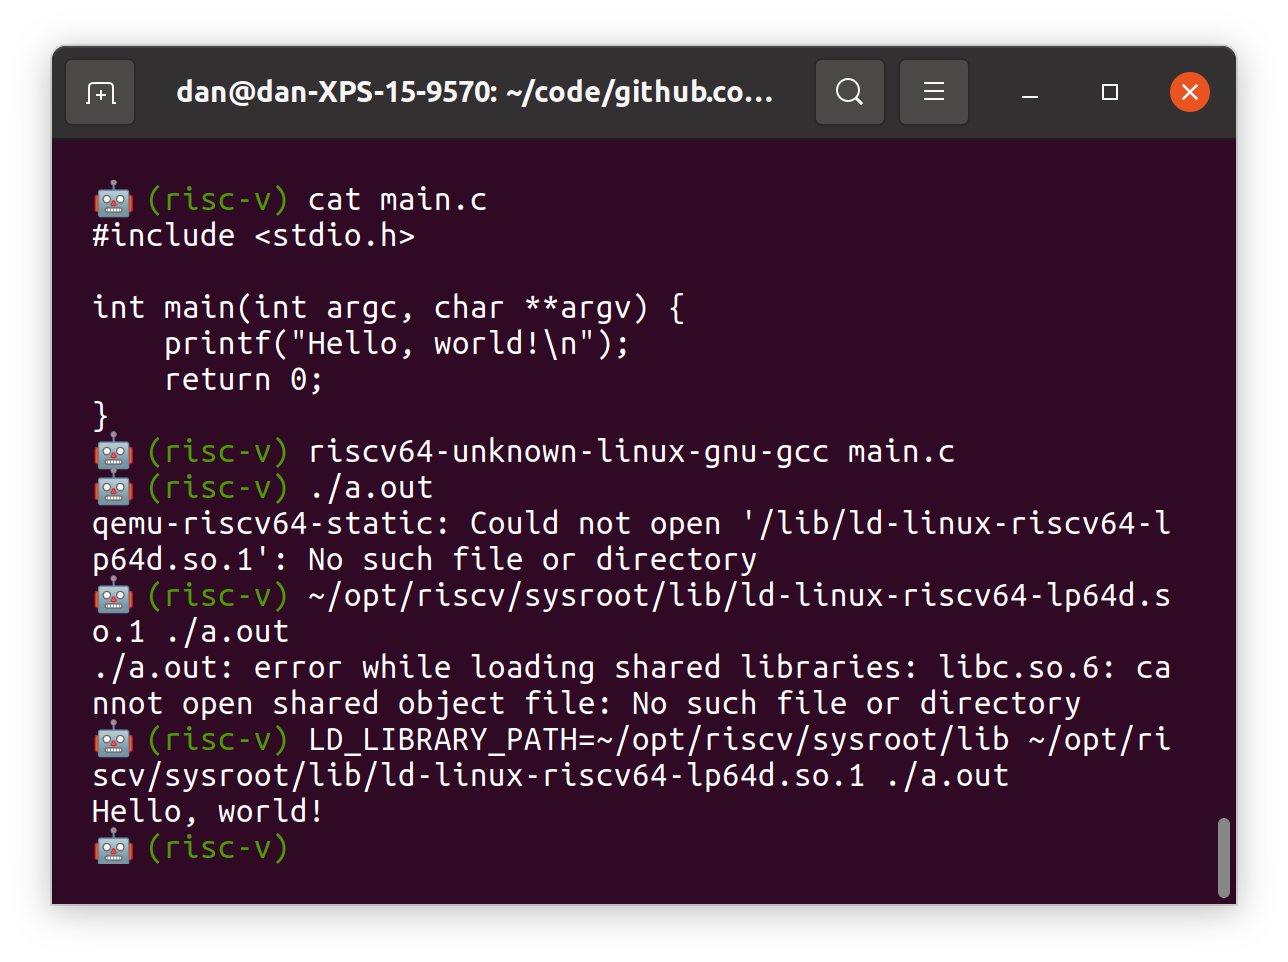 dan@dan-XPS-15-9570: ~/code/github.co...
(risc-v) cat main.c
#include <stdio.h>
int main(int argc, char **argv) {
    printf("Hello, world!\n");
    return 0;
}
(risc-v) riscv64-unknown-linux-gnu-gcc main.c
(risc-v) ./a.out
qemu-riscv64-static: Could not open '/lib/ld-linux-riscv64-l
p64d.so.1': No such file or directory
(risc-v) ~/opt/riscv/sysroot/lib/ld-linux-riscv64-lp64d.s
o.1 ./a.out
./a.out: error while loading shared libraries: libc.so.6: ca
nnot open shared object file: No such file or directory
(risc-v) LD_LIBRARY_PATH=~/opt/riscv/sysroot/lib ~/opt/ri
scv/sysroot/lib/ld-linux-riscv64-lp64d.so.1 ./a.out
Hello, world!
(risc-v)